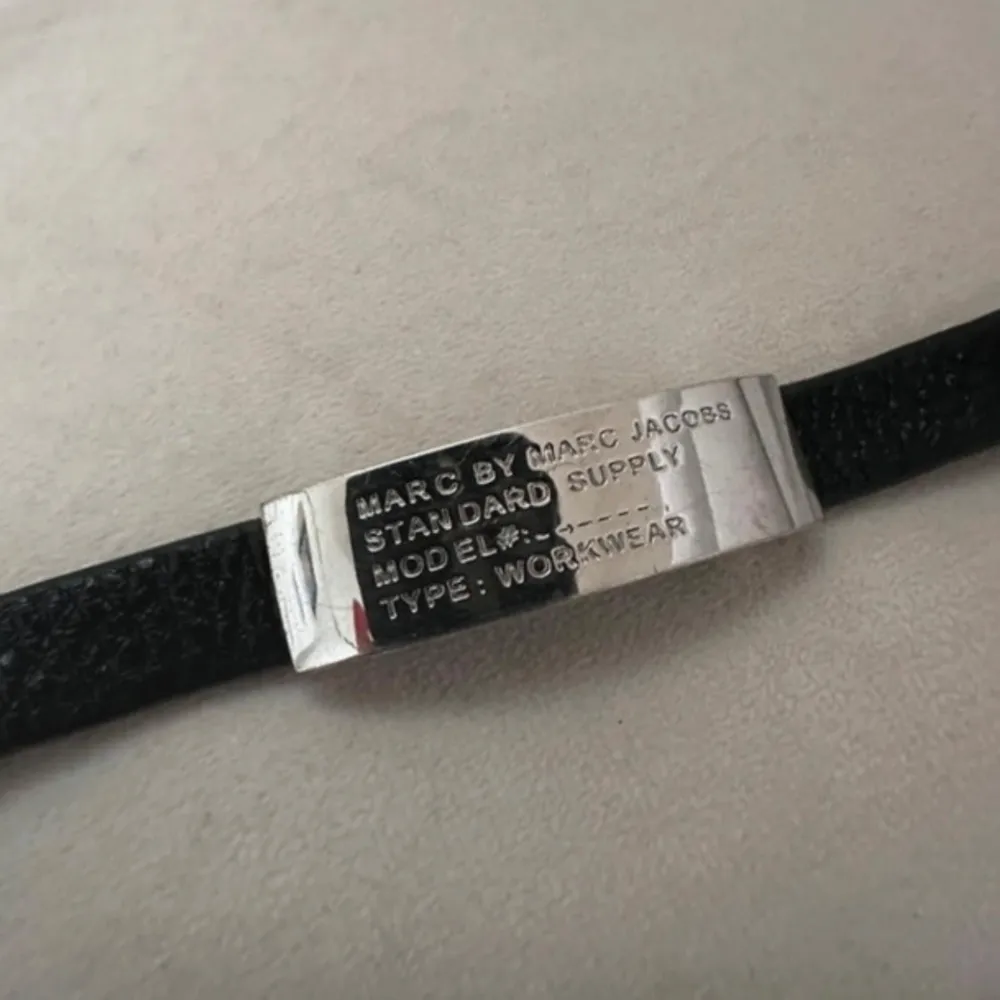 MARC BY MARC JACOBS
STANDARD SUPPLY
MODEL#:------
TYPE: WORKWEAR